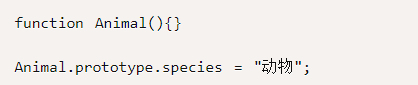 function Animal(){}
Animal.prototype.species = "动物";